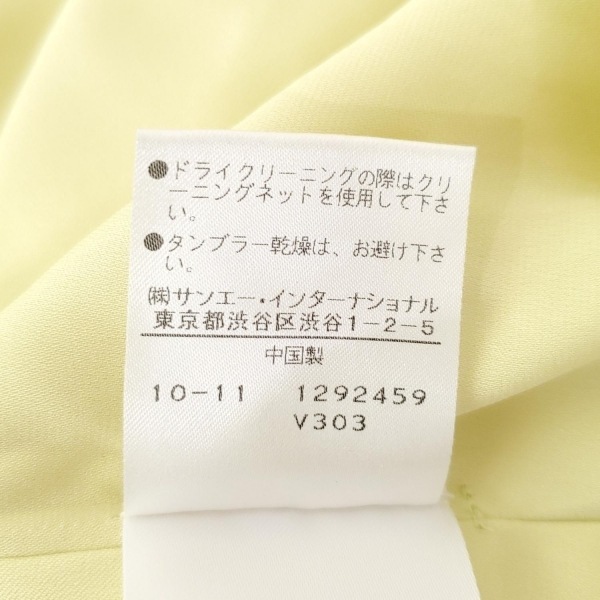 ●ドライクリーニングの際はクリ
ーニングネットを使用して下さ
い。
●タンブラー乾燥は、お避け下さ
い。
㈱サンエー・インターナショナル
東京都渋谷区渋谷1-2-5
中国製
10-11 1292459
V303